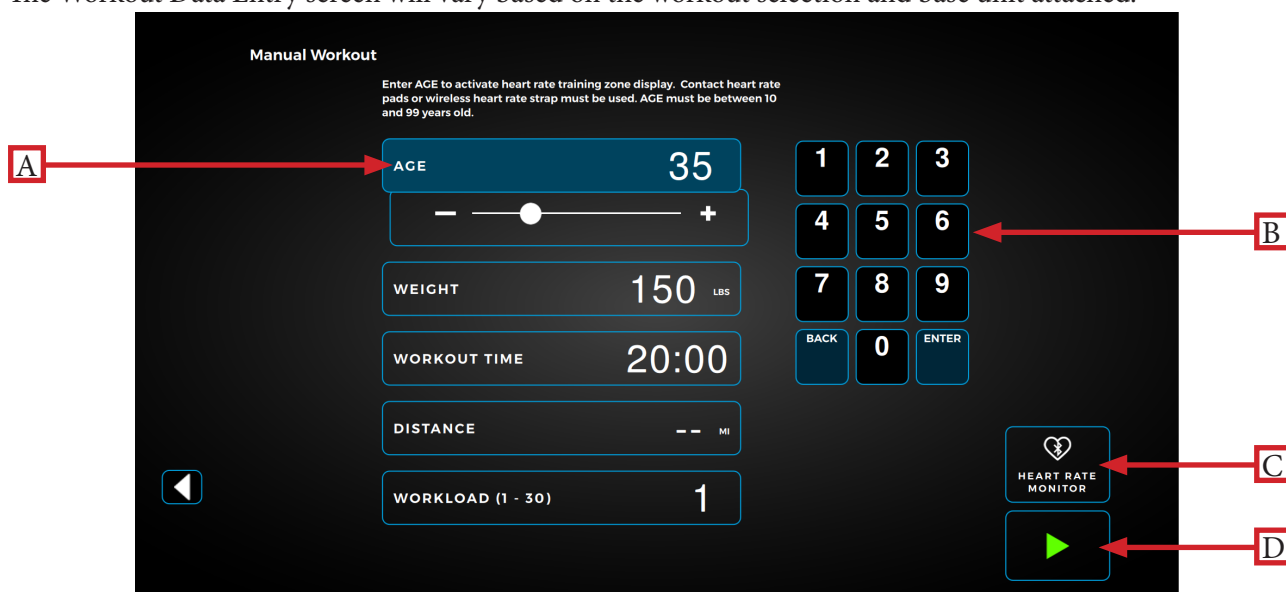 The Workout Data Entry screen will vary based on the workout selection and base unit attached.
Manual Workout
Enter AGE to activate heart rate training zone display. Contact heart rate
pads or wireless heart rate strap must be used. AGE must be between 10
and 99 years old.
A
AGE 35
− +
WEIGHT 150 LBS
WORKOUT TIME 20:00
DISTANCE -- MI
WORKLOAD (1 - 30) 1
1 2 3
4 5 6
7 8 9
BACK 0 ENTER
B
HEART RATE
MONITOR
C
D